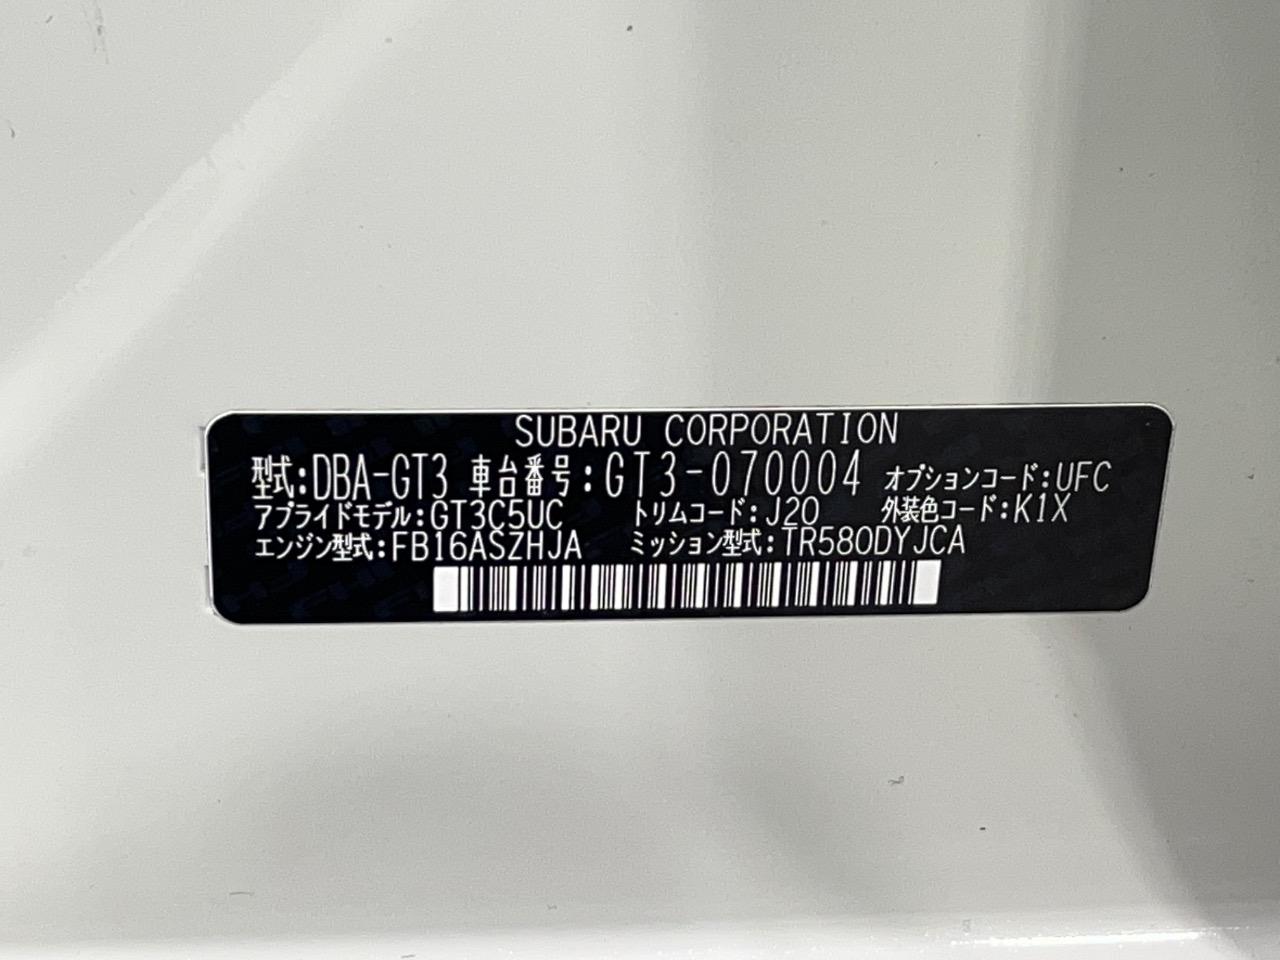 SUBARU CORPORATION
型式:DBA-GT3 車台番号:GT3-070004 オプションコード:UFC
アプライドモデル:GT3C5UC トリムコード:J20 外装色コード:K1X
エンジン型式:FB16ASZHJA ミッション型式:TR580DYJCA